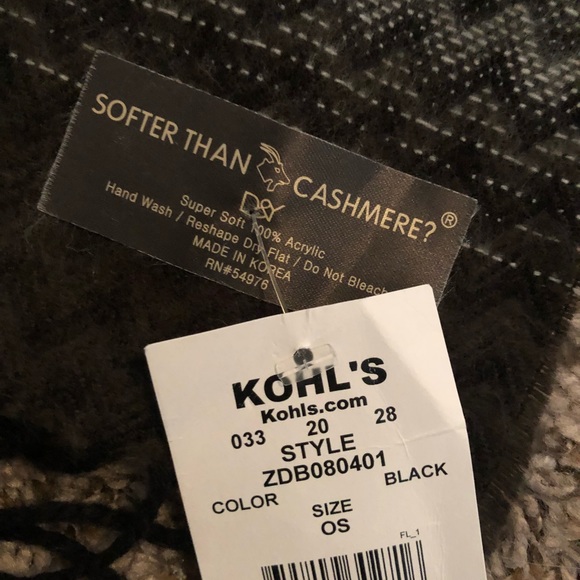 SOFTER THAN CASHMERE?®
Super Soft 100% Acrylic
Hand Wash / Reshape Dry Flat / Do Not Bleach
MADE IN KOREA
RN#54976
KOHL'S
Kohls.com
033 20 28
STYLE
ZDB080401
COLOR BLACK
SIZE
OS
FL_1